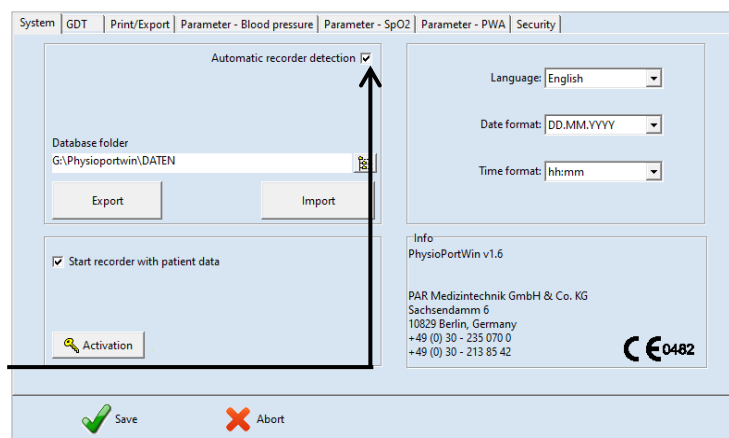 System GDT Print/Export Parameter - Blood pressure Parameter - SpO2 Parameter - PWA Security
Automatic recorder detection
Database folder
G:\Physioportwin\DATEN
Export Import
Start recorder with patient data
Activation
Language: English
Date format: DD.MM.YYYY
Time format: hh:mm
Info
PhysioPortWin v1.6
PAR Medizintechnik GmbH & Co. KG
Sachsendamm 6
10829 Berlin, Germany
+49 (0) 30 - 235 070 0
+49 (0) 30 - 213 85 42
CE0482
Save Abort